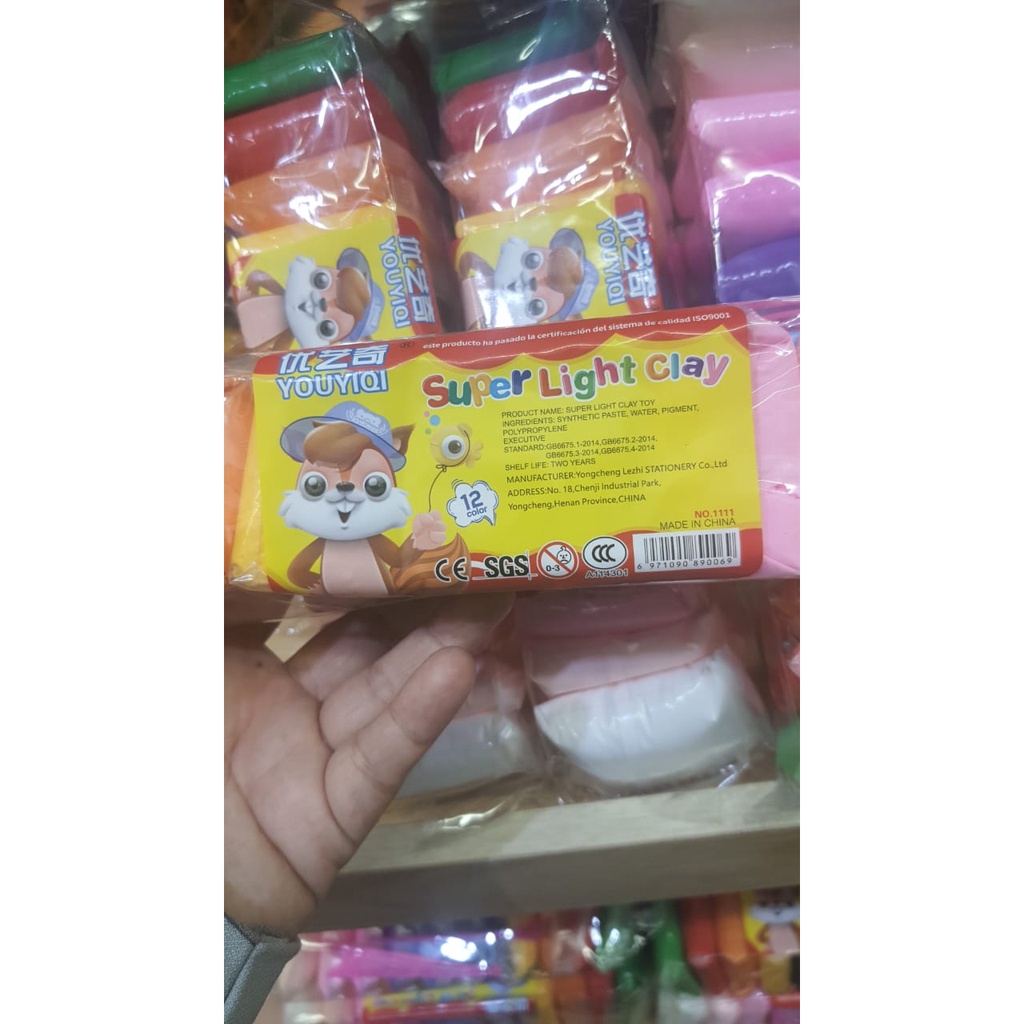 优艺奇
YOUYIQI
优艺奇
YOUYIQI
este producto ha pasado la certificación del sistema de calidad ISO9001
优艺奇®
YOUYIQI
Super Light Clay
PRODUCT NAME: SUPER LIGHT CLAY TOY
INGREDIENTS: SYNTHETIC PASTE, WATER, PIGMENT,
POLYPROPYLENE
EXECUTIVE
STANDARD:GB6675.1-2014,GB6675.2-2014,
GB6675.3-2014,GB6675.4-2014
SHELF LIFE: TWO YEARS
MANUFACTURER:Yongcheng Lezhi STATIONERY Co.,Ltd
ADDRESS:No. 18,Chenji Industrial Park,
Yongcheng,Henan Province,CHINA
12
color
NO.1111
MADE IN CHINA
CE SGS 0-3 CCC
A114301
6 971090 890069